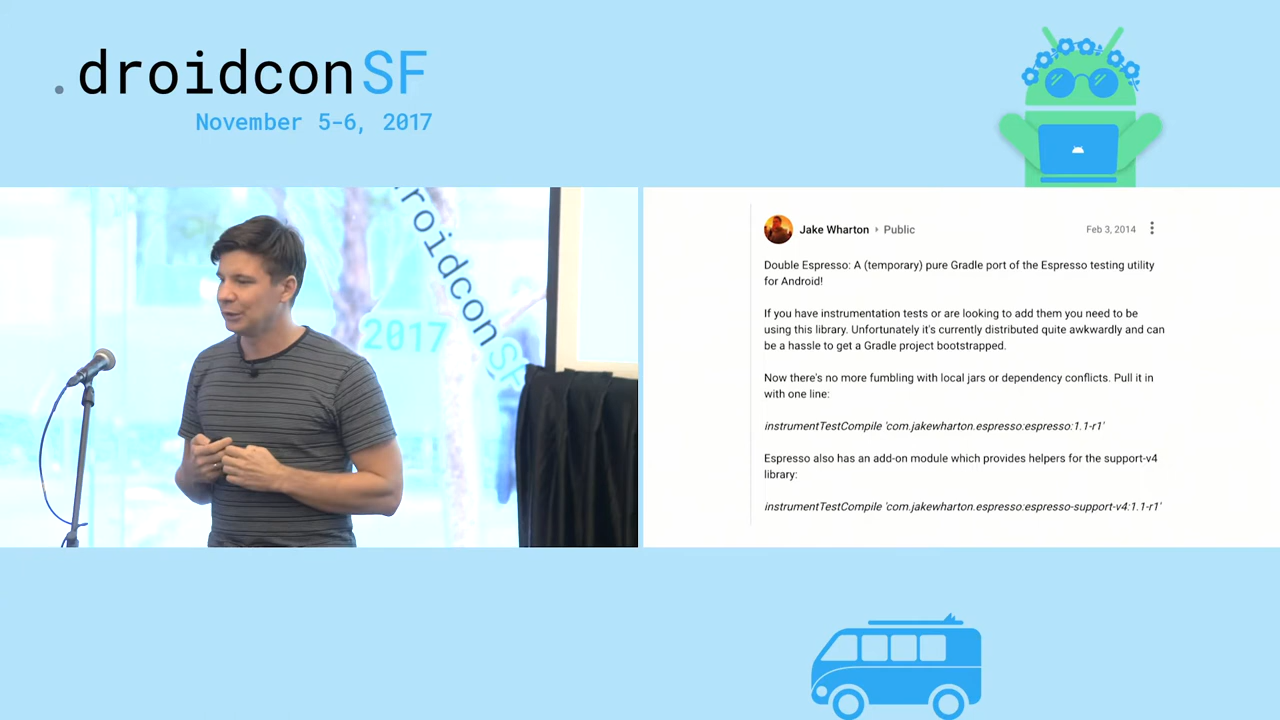 .droidconSF
November 5-6, 2017
droidconSF
2017
Jake Wharton ▸ Public
Feb 3, 2014
Double Espresso: A (temporary) pure Gradle port of the Espresso testing utility
for Android!
If you have instrumentation tests or are looking to add them you need to be
using this library. Unfortunately it's currently distributed quite awkwardly and can
be a hassle to get a Gradle project bootstrapped.
Now there's no more fumbling with local jars or dependency conflicts. Pull it in
with one line:
instrumentTestCompile 'com.jakewharton.espresso:espresso:1.1-r1'
Espresso also has an add-on module which provides helpers for the support-v4
library:
instrumentTestCompile 'com.jakewharton.espresso:espresso-support-v4:1.1-r1'